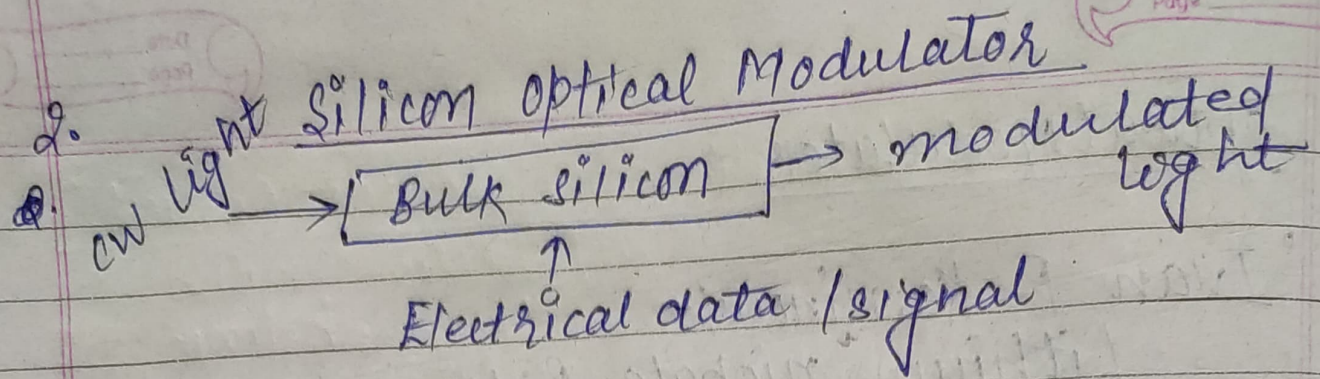 2. Silicon Optical Modulator
CW light → Bulk silicon → modulated light
↑
Electrical data / signal